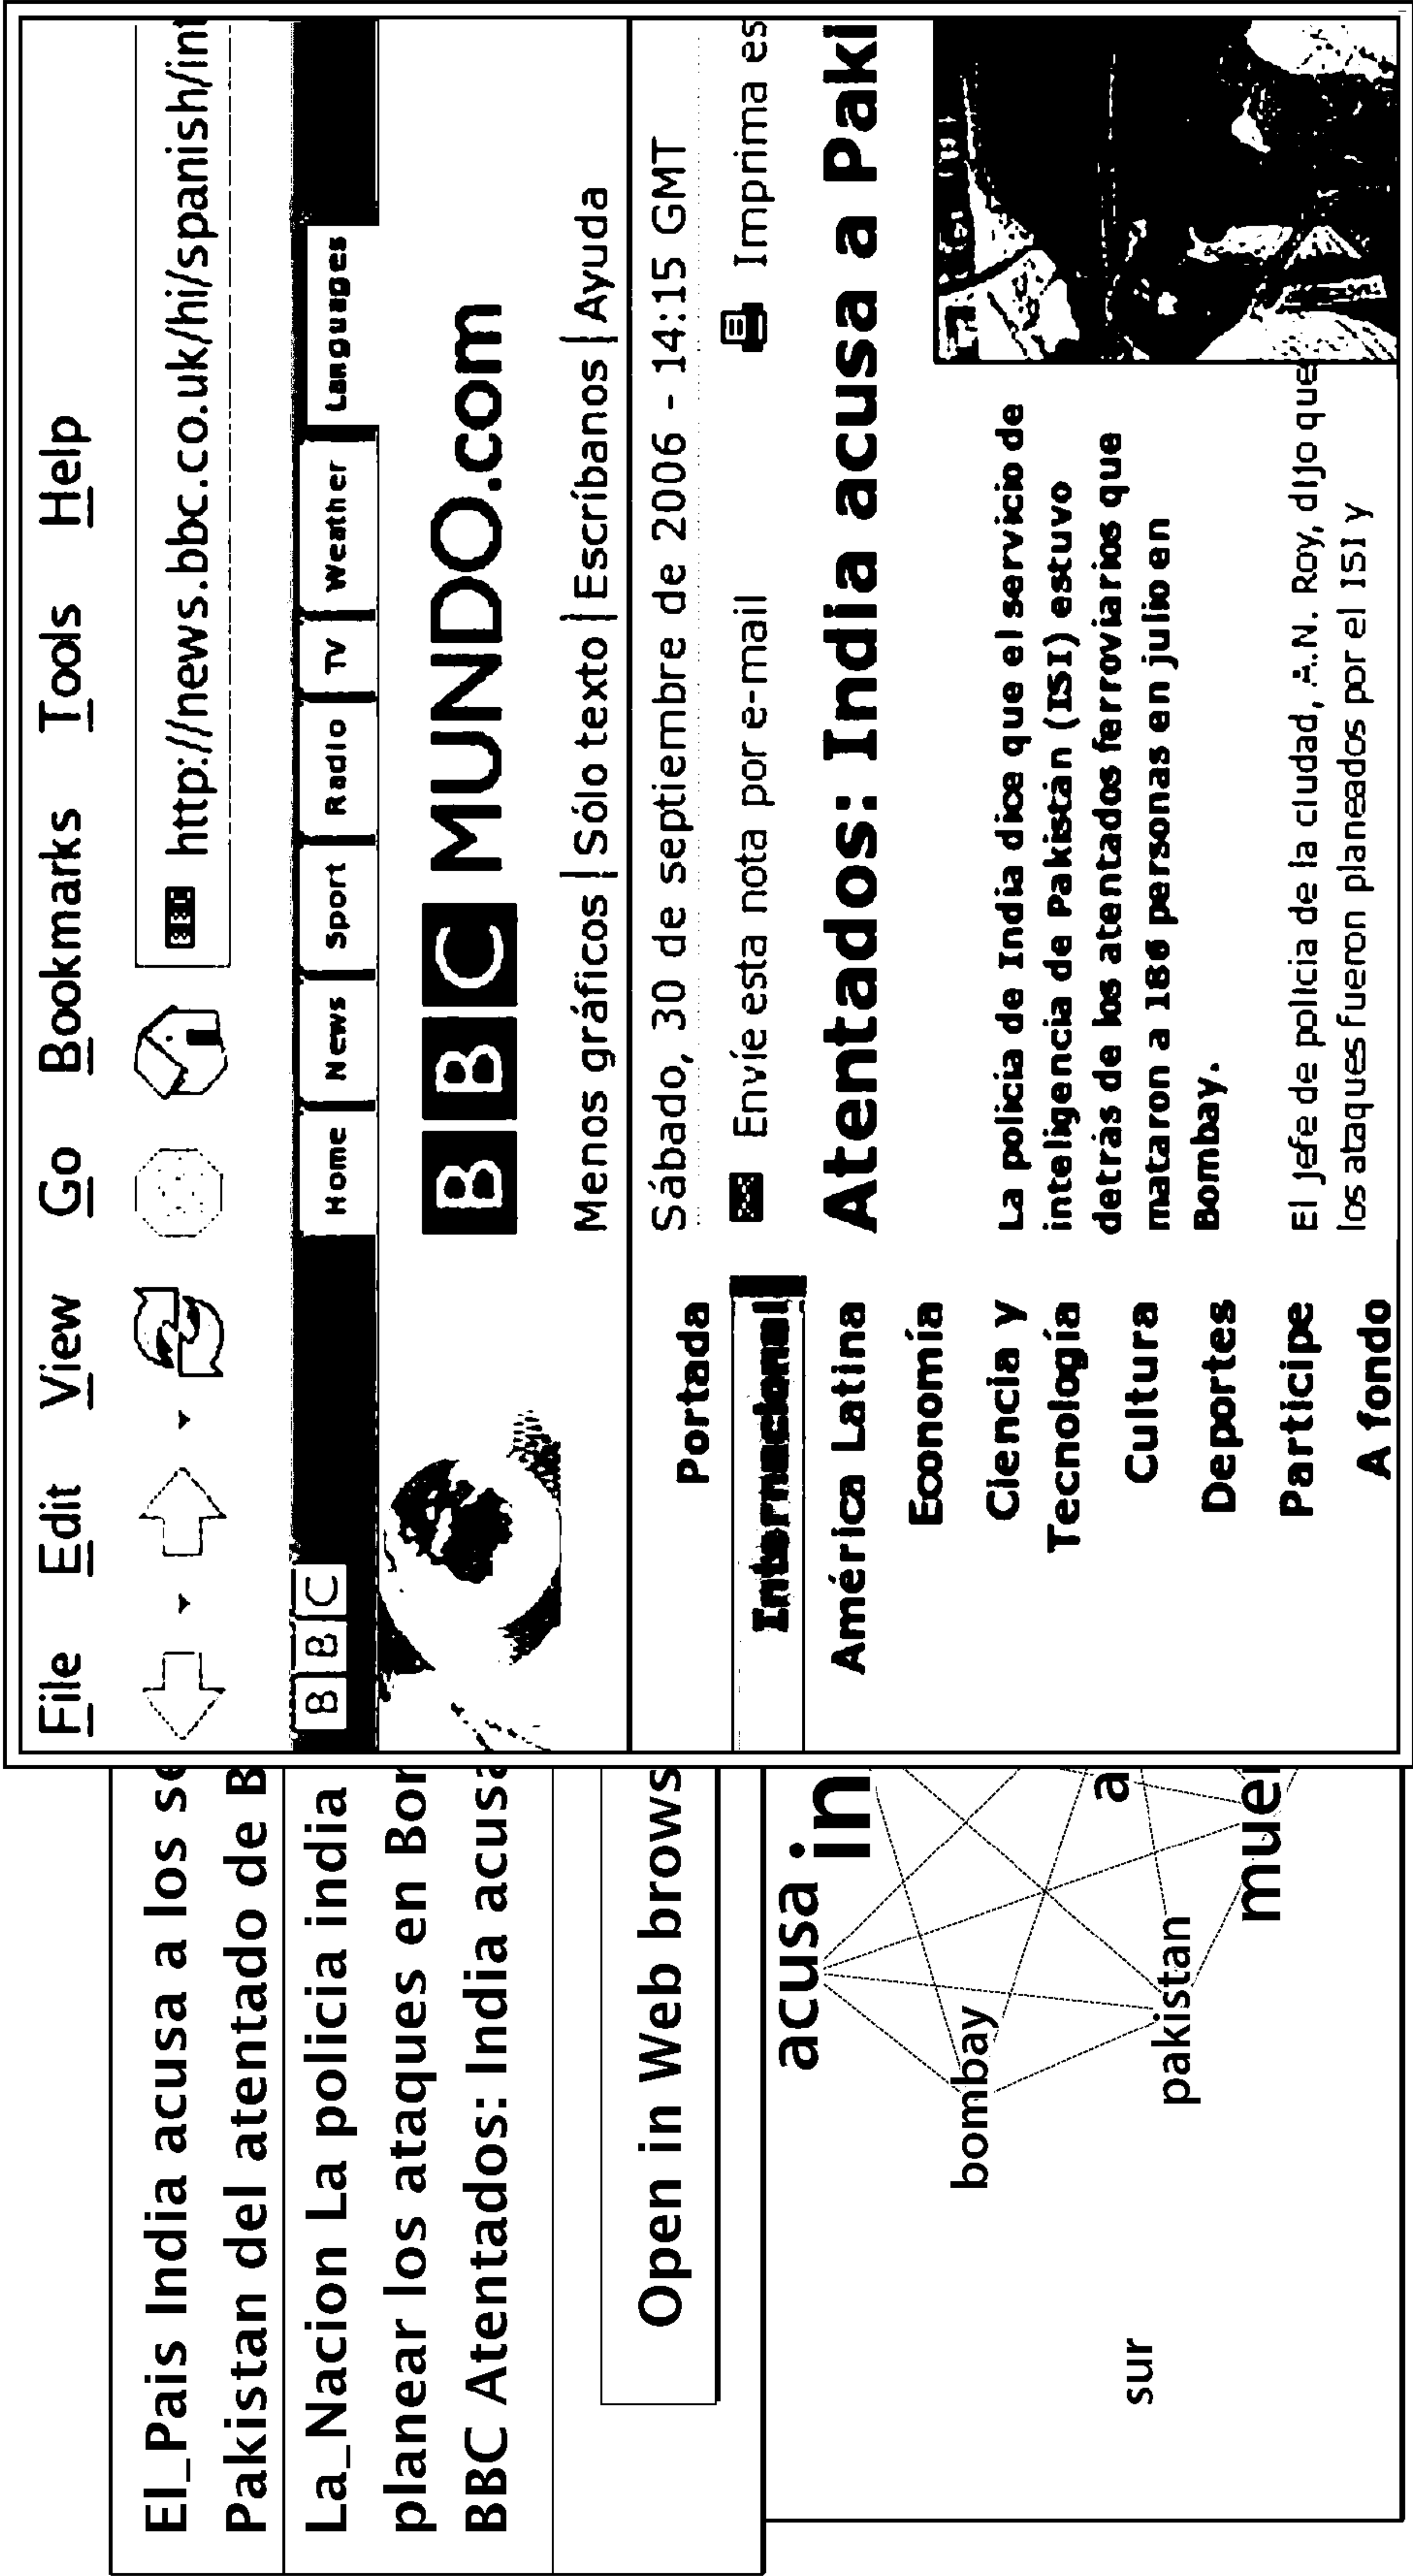 File Edit View Go Bookmarks Tools Help
http://news.bbc.co.uk/hi/spanish/int
BBC
Home News Sport Radio TV Weather Languages
BBC MUNDO.com
Menos gráficos | Sólo texto | Escríbanos | Ayuda
Sábado, 30 de septiembre de 2006 - 14:15 GMT
Envíe esta nota por e-mail Imprima es
Atentados: India acusa a Paki
La policia de India dice que el servicio de
inteligencia de Pakistán (ISI) estuvo
detrás de los atentados ferroviarios que
mataron a 186 personas en julio en
Bombay.
El jefe de policia de la ciudad, A.N. Roy, dijo que
los ataques fueron planeados por el ISI y
Portada
Internacional
América Latina
Economía
Ciencia y
Tecnología
Cultura
Deportes
Participe
A fondo
El_Pais India acusa a los se
Pakistan del atentado de B
La_Nacion La policia india
planear los ataques en Bor
BBC Atentados: India acusa
Open in Web brows
acusa in
bombay
a
pakistan
mue
sur